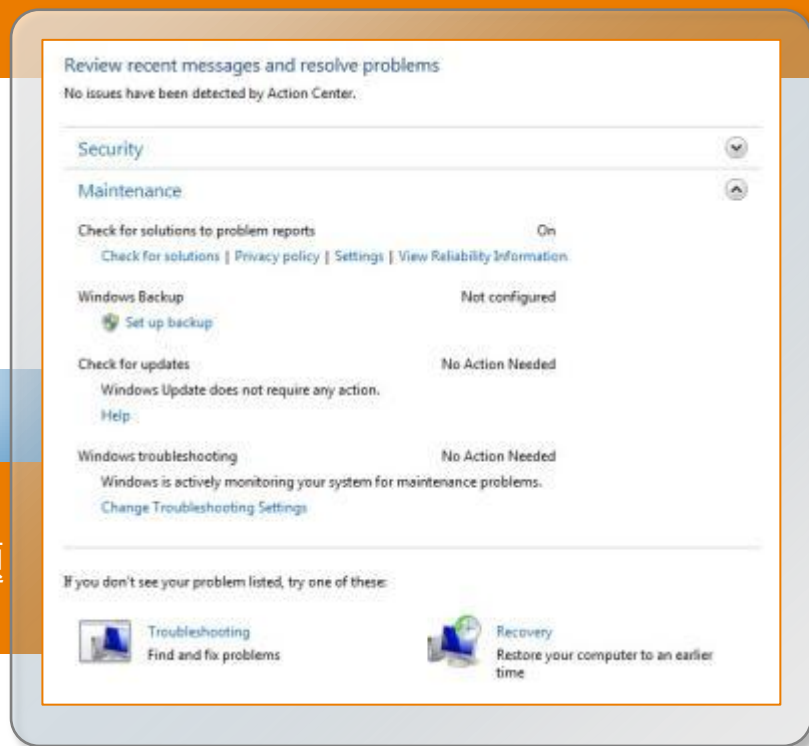 Review recent messages and resolve problems
No issues have been detected by Action Center.
Security
Maintenance
Check for solutions to problem reports On
Check for solutions | Privacy policy | Settings | View Reliability Information
Windows Backup Not configured
Set up backup
Check for updates No Action Needed
Windows Update does not require any action.
Help
Windows troubleshooting No Action Needed
Windows is actively monitoring your system for maintenance problems.
Change Troubleshooting Settings
If you don't see your problem listed, try one of these:
Troubleshooting
Find and fix problems
Recovery
Restore your computer to an earlier
time